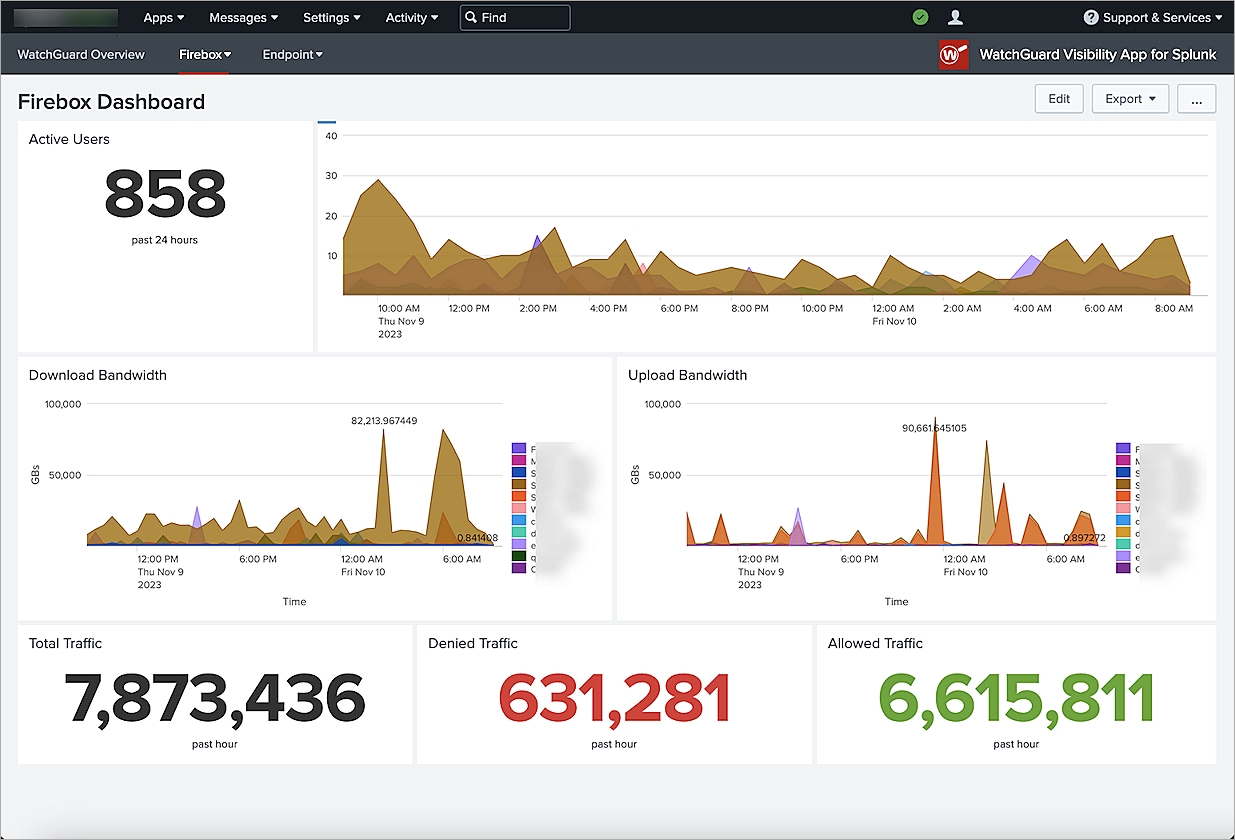 Apps Messages Settings Activity Find Support & Services
WatchGuard Overview Firebox Endpoint WatchGuard Visibility App for Splunk
Firebox Dashboard
Edit Export ...
Active Users
858
past 24 hours
40
30
20
10
10:00 AM 12:00 PM 2:00 PM 4:00 PM 6:00 PM 8:00 PM 10:00 PM 12:00 AM 2:00 AM 4:00 AM 6:00 AM 8:00 AM
Thu Nov 9 Fri Nov 10
2023
Download Bandwidth
100,000
82,213.967449
GBs
50,000
0.841408
12:00 PM 6:00 PM 12:00 AM 6:00 AM
Thu Nov 9 Fri Nov 10
2023
Time
Upload Bandwidth
100,000
90,661.645105
GBs
50,000
0.897272
12:00 PM 6:00 PM 12:00 AM 6:00 AM
Thu Nov 9 Fri Nov 10
2023
Time
Total Traffic
7,873,436
past hour
Denied Traffic
631,281
past hour
Allowed Traffic
6,615,811
past hour